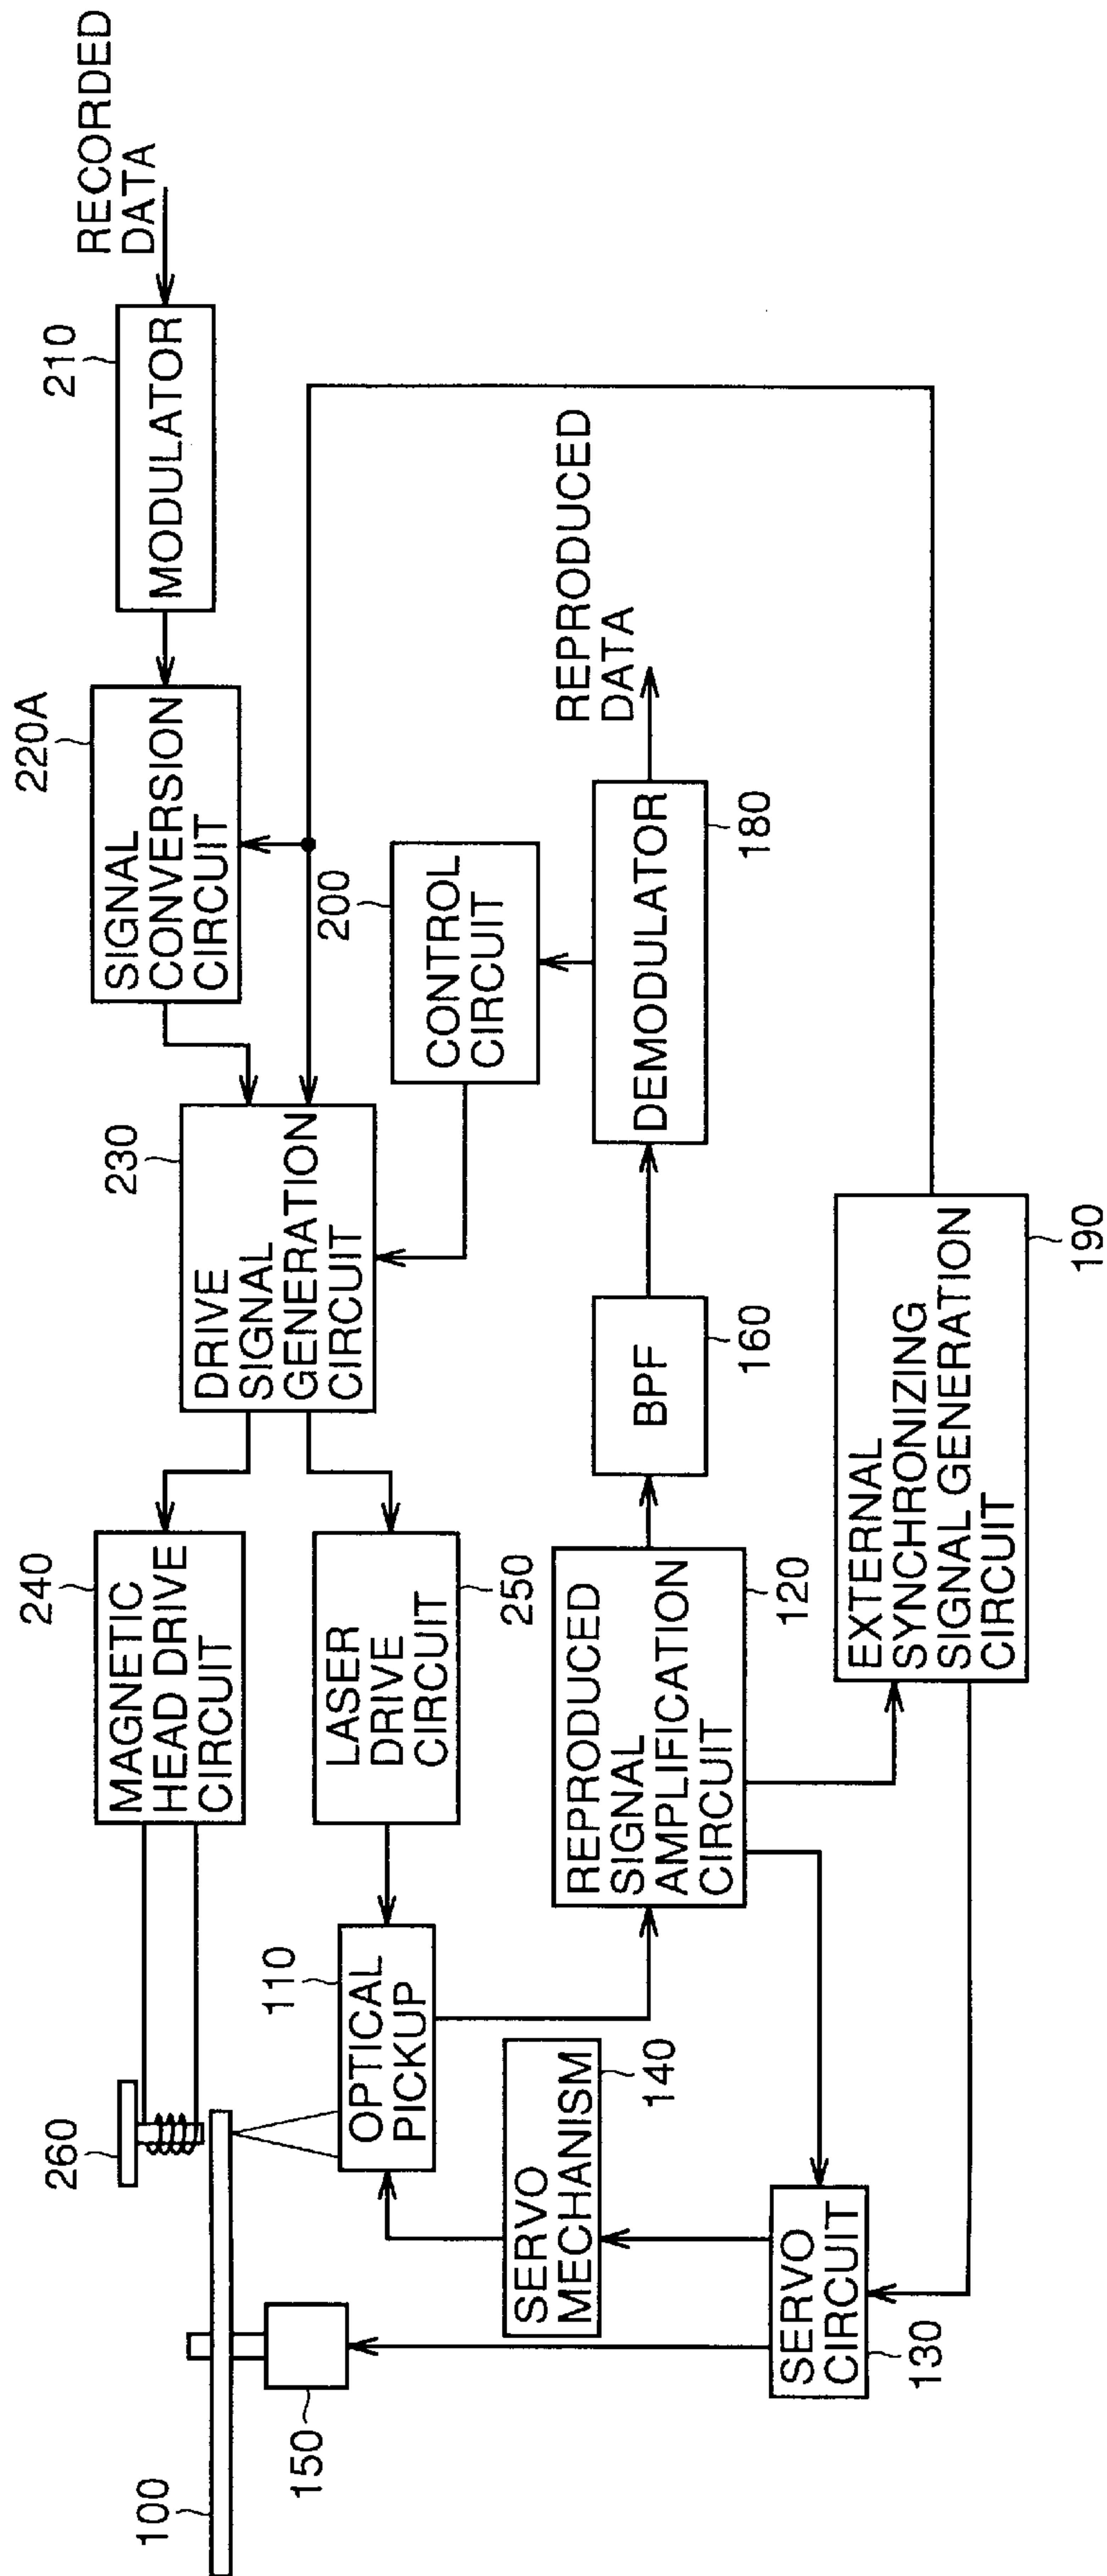 RECORDED
DATA
210
MODULATOR
220A
SIGNAL
CONVERSION
CIRCUIT
230
DRIVE
SIGNAL
GENERATION
CIRCUIT
240
MAGNETIC
HEAD DRIVE
CIRCUIT
260
100
150
LASER
DRIVE
CIRCUIT
250
110
OPTICAL
PICKUP
SERVO
MECHANISM
140
200
CONTROL
CIRCUIT
REPRODUCED
DATA
DEMODULATOR
180
BPF
160
REPRODUCED
SIGNAL
AMPLIFICATION
CIRCUIT
120
SERVO
CIRCUIT
130
EXTERNAL
SYNCHRONIZING
SIGNAL GENERATION
CIRCUIT
190